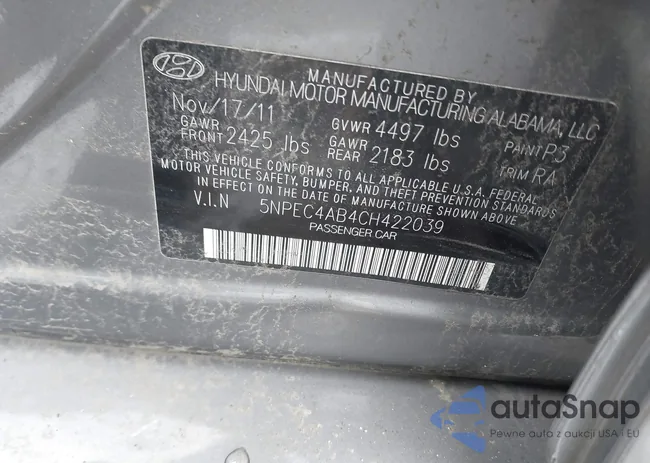 MANUFACTURED BY
HYUNDAI MOTOR MANUFACTURING ALABAMA, LLC
Nov/17/11 GVWR 4497 lbs PAINT P3
GAWR FRONT 2425 lbs GAWR REAR 2183 lbs TRIM RA
THIS VEHICLE CONFORMS TO ALL APPLICABLE U.S.A. FEDERAL
MOTOR VEHICLE SAFETY, BUMPER, AND THEFT PREVENTION STANDARDS
IN EFFECT ON THE DATE OF MANUFACTURE SHOWN ABOVE.
V.I.N 5NPEC4AB4CH422039
PASSENGER CAR
autoSnap
Pewne auto z aukcji USA i EU